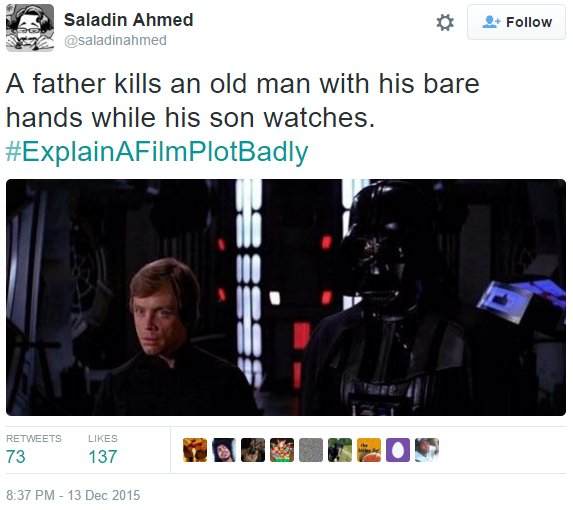 Saladin Ahmed
@saladinahmed
Follow
A father kills an old man with his bare
hands while his son watches.
#ExplainAFilmPlotBadly
RETWEETS LIKES
73 137
8:37 PM - 13 Dec 2015